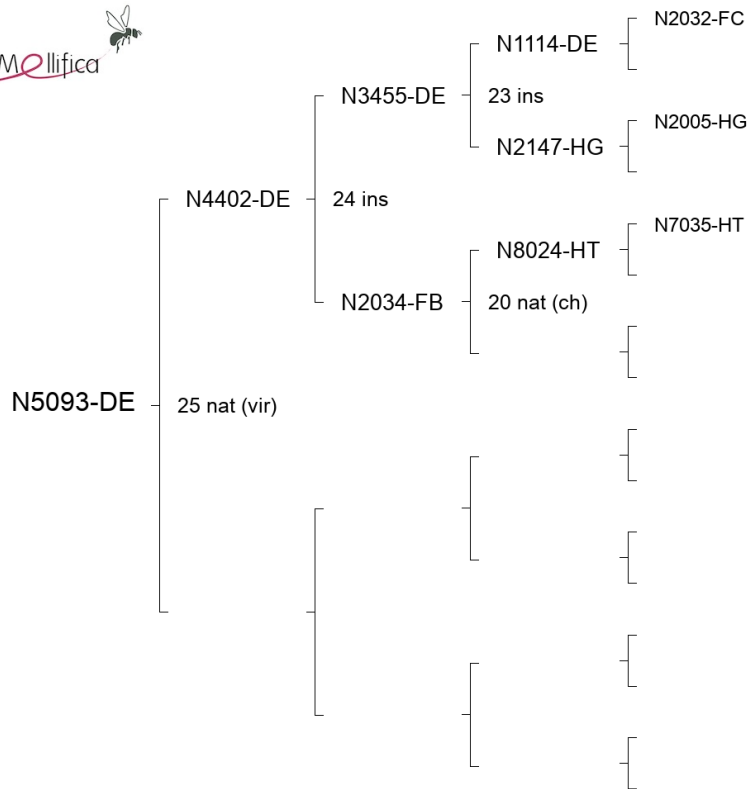 Mellifica
N2032-FC
N1114-DE
N3455-DE
23 ins
N2005-HG
N2147-HG
N4402-DE
24 ins
N7035-HT
N8024-HT
N2034-FB
20 nat (ch)
N5093-DE
25 nat (vir)